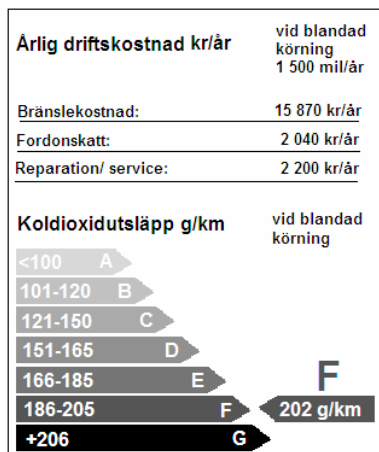 Årlig driftskostnad kr/år
vid blandad
körning
1 500 mil/år
Bränslekostnad: 15 870 kr/år
Fordonskatt: 2 040 kr/år
Reparation/ service: 2 200 kr/år
Koldioxidutsläpp g/km
vid blandad
körning
<100 A
101-120 B
121-150 C
151-165 D
166-185 E
F
186-205 F 202 g/km
+206 G